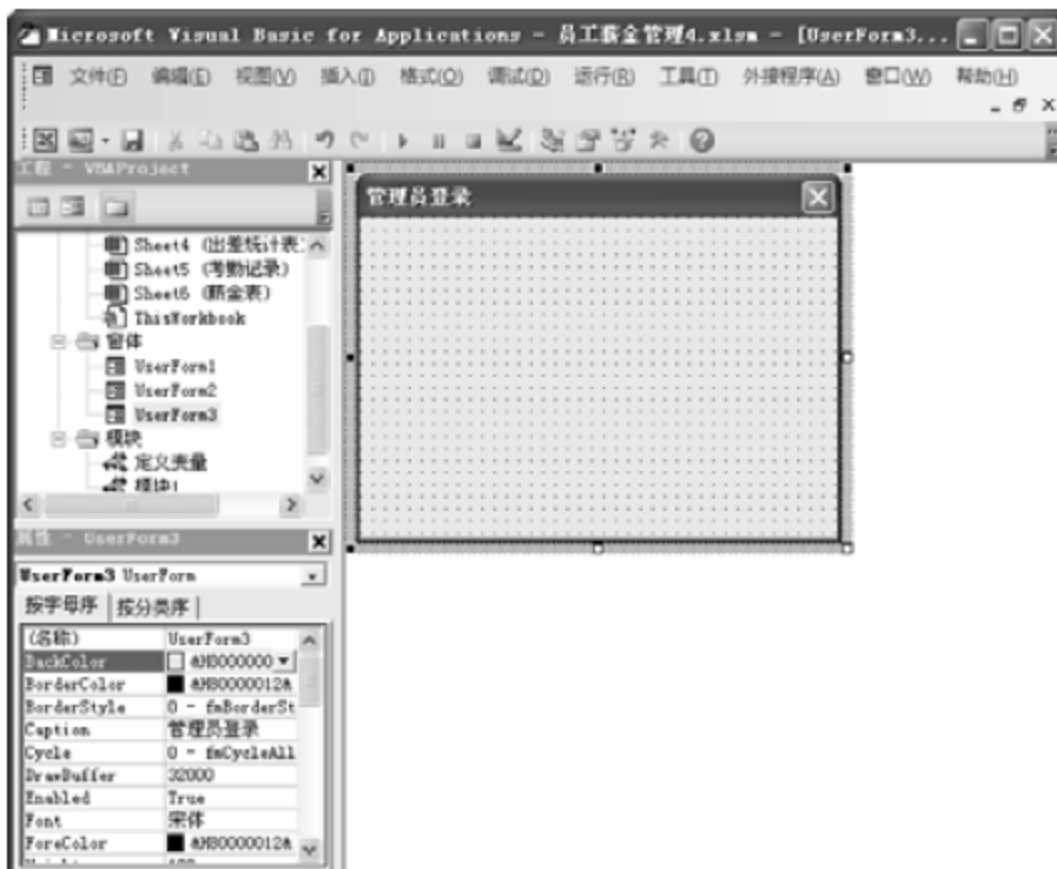 Microsoft Visual Basic for Applications - 员工薪金管理4.xlsm - [UserForm3...
文件(F) 编辑(E) 视图(V) 插入(I) 格式(O) 调试(D) 运行(R) 工具(T) 外接程序(A) 窗口(W) 帮助(H)
工程 - VBAProject
Sheet4 (出差统计表)
Sheet5 (考勤记录)
Sheet6 (薪金表)
ThisWorkbook
窗体
UserForm1
UserForm2
UserForm3
模块
定义变量
模块1
管理员登录
属性 - UserForm3
UserForm3 UserForm
按字母序 按分类序
(名称) UserForm3
BackColor &H8000000
BorderColor &H80000012&
BorderStyle 0 - fmBorderSt
Caption 管理员登录
Cycle 0 - fmCycleAll
DrawBuffer 32000
Enabled True
Font 宋体
ForeColor &H80000012&